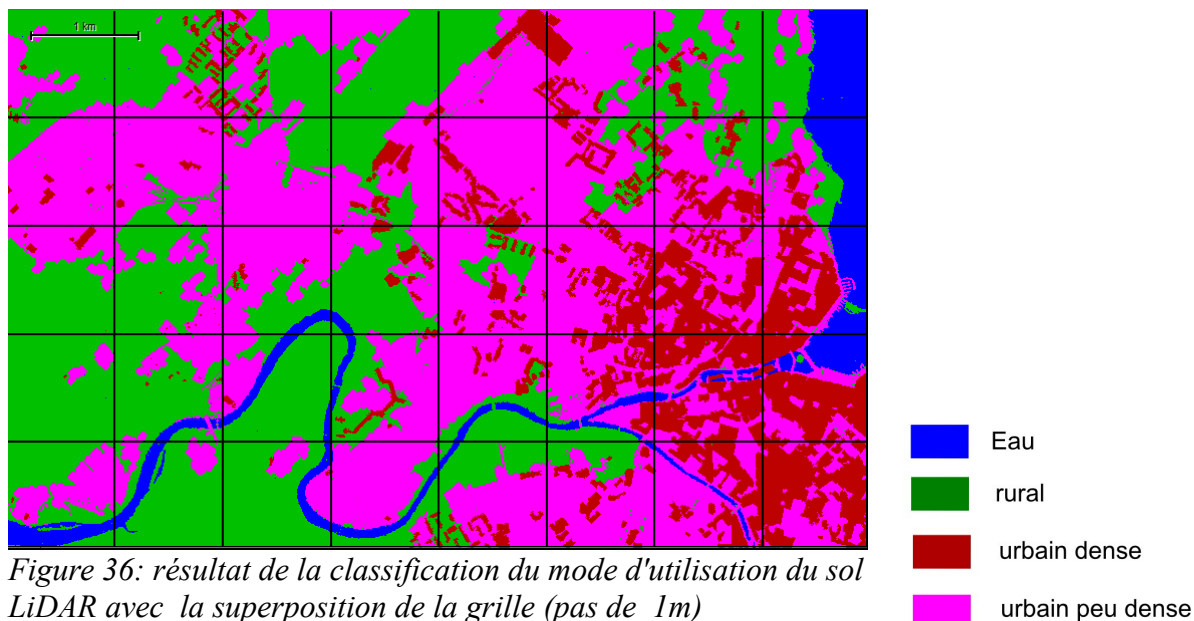 1 km
Eau
rural
urbain dense
urbain peu dense
Figure 36: résultat de la classification du mode d'utilisation du sol
LiDAR avec la superposition de la grille (pas de 1m)